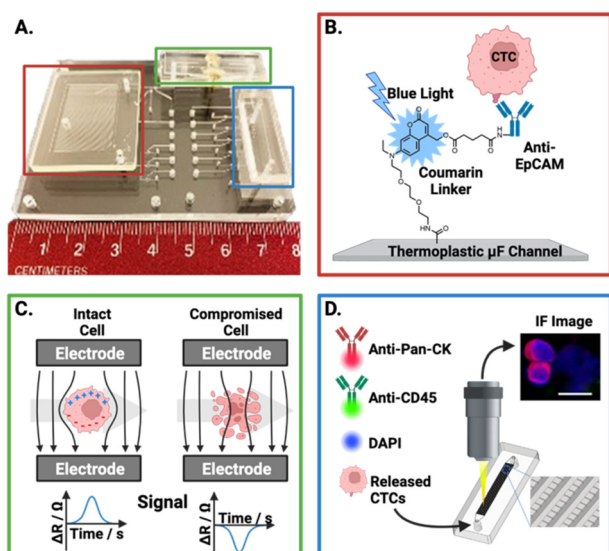 A.
1 2 3 4 5 6 7 8
CENTIMETERS
B.
CTC
Blue Light
O
O
O
O
N
H
Anti-
EpCAM
N
O
Coumarin
Linker
O
O
NH
O
Thermoplastic µF Channel
C.
Intact
Cell
Compromised
Cell
Electrode
Electrode
Electrode
Electrode
Signal
ΔR / Ω
Time / s
ΔR / Ω
Time / s
D.
IF Image
Anti-Pan-CK
Anti-CD45
DAPI
Released
CTCs